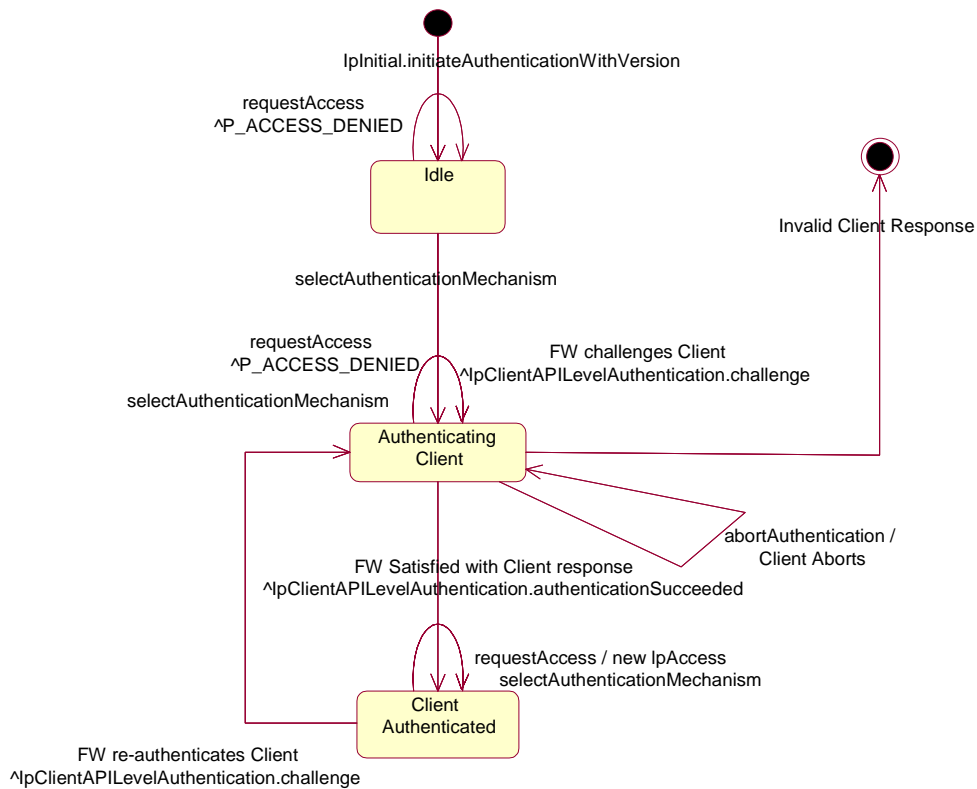 IpInitial.initiateAuthenticationWithVersion
requestAccess
^P_ACCESS_DENIED
Idle
Invalid Client Response
selectAuthenticationMechanism
requestAccess
^P_ACCESS_DENIED
FW challenges Client
^IpClientAPILevelAuthentication.challenge
selectAuthenticationMechanism
Authenticating
Client
abortAuthentication /
Client Aborts
FW Satisfied with Client response
^IpClientAPILevelAuthentication.authenticationSucceeded
requestAccess / new IpAccess
selectAuthenticationMechanism
Client
Authenticated
FW re-authenticates Client
^IpClientAPILevelAuthentication.challenge